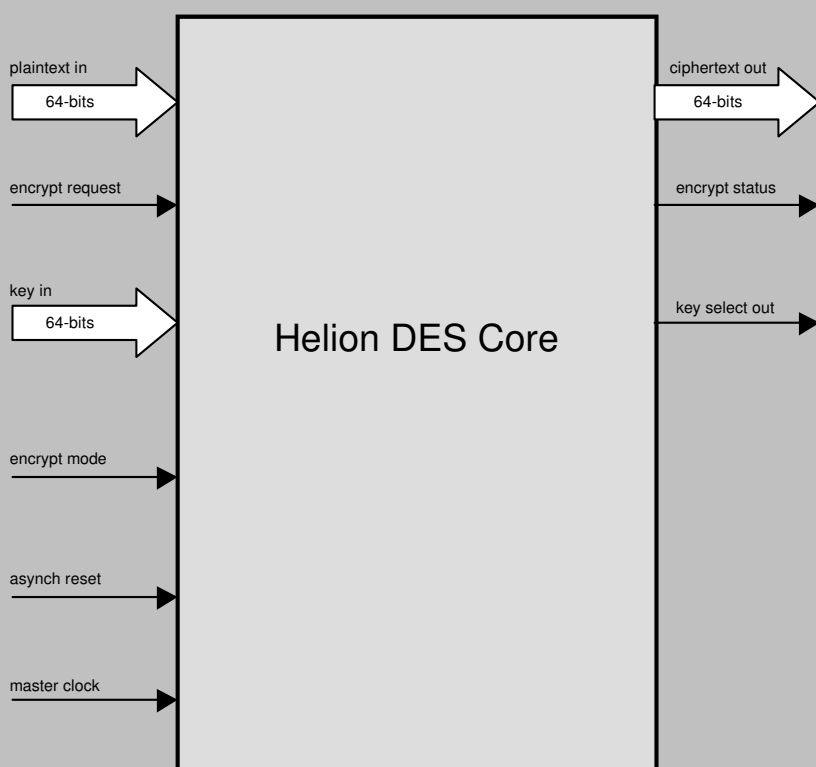 plaintext in
64-bits
encrypt request
key in
64-bits
encrypt mode
asynch reset
master clock
Helion DES Core
ciphertext out
64-bits
encrypt status
key select out